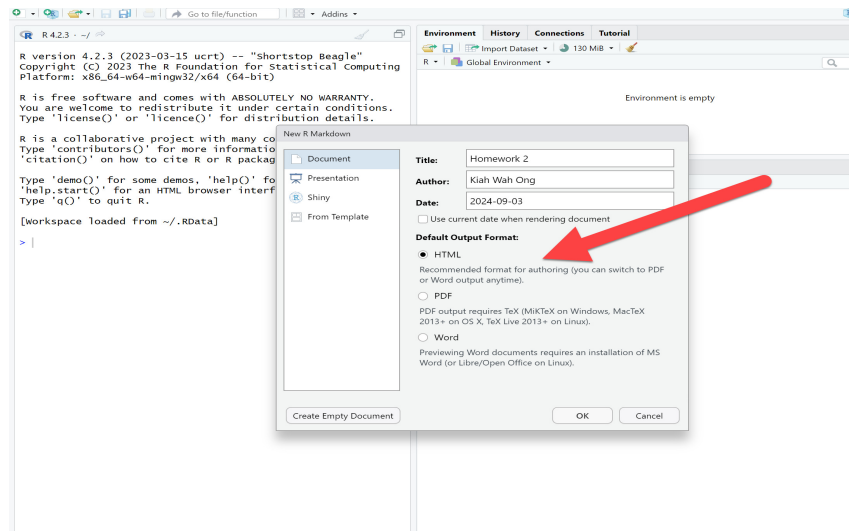 Go to file/function
Addins
R 4.2.3 · ~/
R version 4.2.3 (2023-03-15 ucrt) -- "Shortstop Beagle"
Copyright (C) 2023 The R Foundation for Statistical Computing
Platform: x86_64-w64-mingw32/x64 (64-bit)
R is free software and comes with ABSOLUTELY NO WARRANTY.
You are welcome to redistribute it under certain conditions.
Type 'license()' or 'licence()' for distribution details.
R is a collaborative project with many co
Type 'contributors()' for more informatio
'citation()' on how to cite R or R packag
Type 'demo()' for some demos, 'help()' fo
'help.start()' for an HTML browser interf
Type 'q()' to quit R.
[Workspace loaded from ~/.RData]
>
Environment History Connections Tutorial
Import Dataset 130 MiB
R Global Environment
Environment is empty
New R Markdown
Document
Presentation
R Shiny
From Template
Title: Homework 2
Author: Kiah Wah Ong
Date: 2024-09-03
Use current date when rendering document
Default Output Format:
HTML
Recommended format for authoring (you can switch to PDF
or Word output anytime).
PDF
PDF output requires TeX (MiKTeX on Windows, MacTeX
2013+ on OS X, TeX Live 2013+ on Linux).
Word
Previewing Word documents requires an installation of MS
Word (or Libre/Open Office on Linux).
Create Empty Document
OK
Cancel